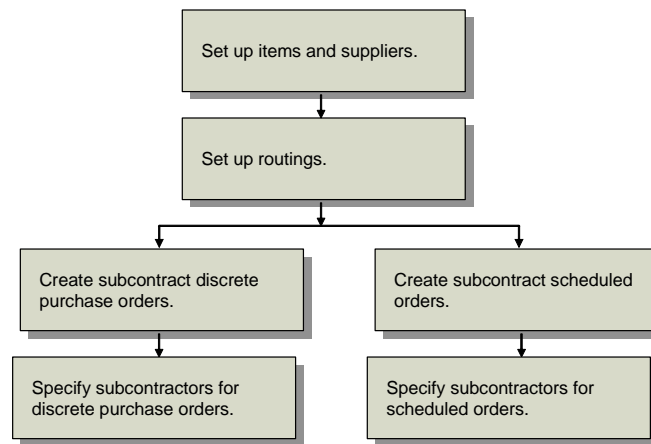 Set up items and suppliers.
Set up routings.
Create subcontract discrete
purchase orders.
Create subcontract scheduled
orders.
Specify subcontractors for
discrete purchase orders.
Specify subcontractors for
scheduled orders.